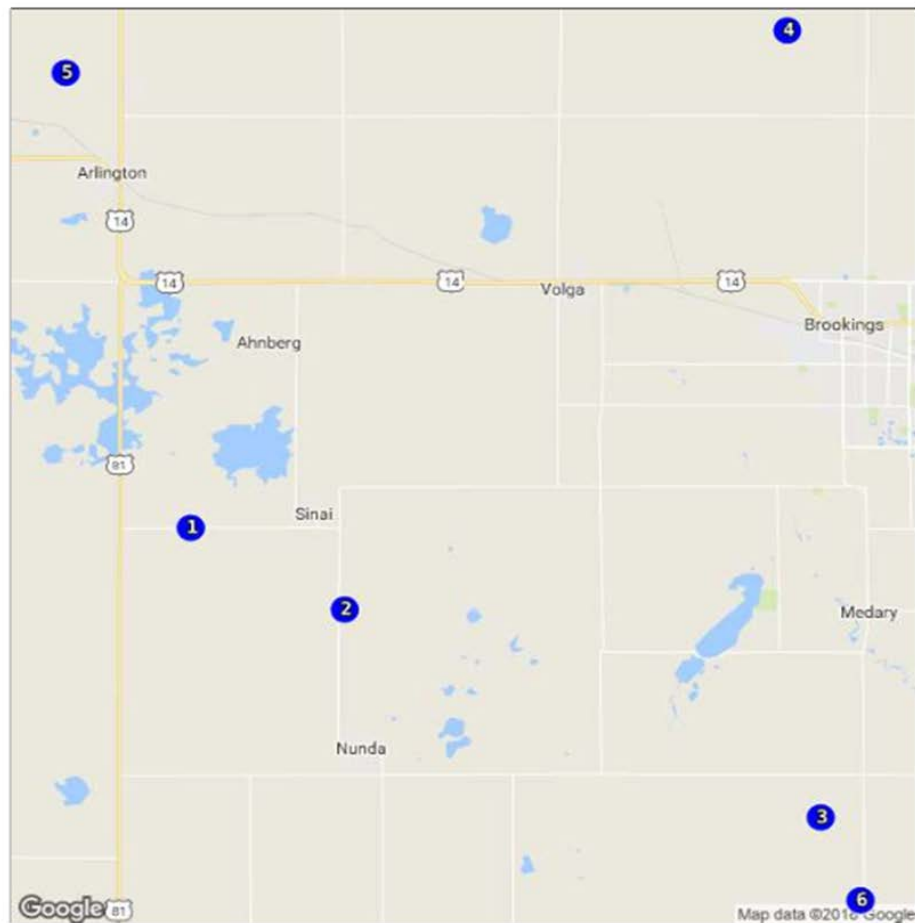 4
5
Arlington
14
14
14
14
Volga
Brookings
Ahnberg
81
Sinai
1
2
Medary
Nunda
3
6
Google
81
Map data ©2016 Google